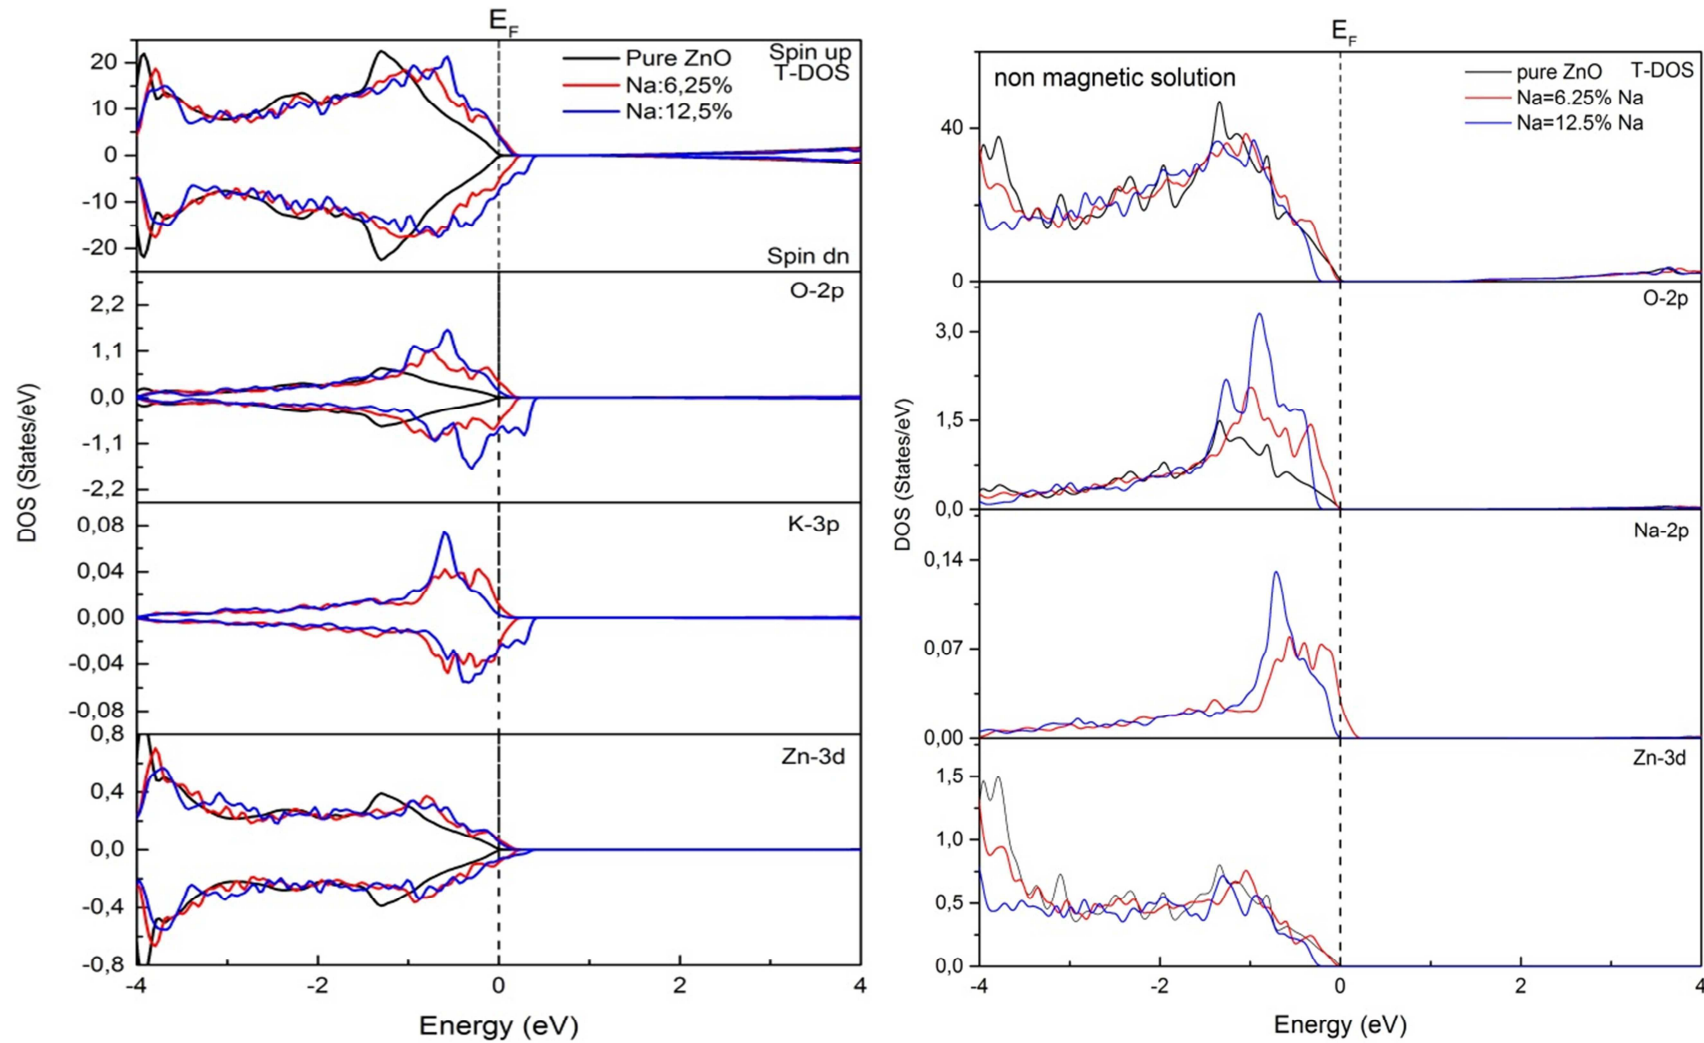 E_F
Spin up
T-DOS
Pure ZnO
Na:6,25%
Na:12,5%
20
10
0
-10
-20
Spin dn
O-2p
2,2
1,1
0,0
-1,1
-2,2
K-3p
0,08
0,04
0,00
-0,04
-0,08
Zn-3d
0,8
0,4
0,0
-0,4
-0,8
-4 -2 0 2 4
DOS (States/eV)
Energy (eV)
E_F
non magnetic solution
pure ZnO T-DOS
Na=6.25% Na
Na=12.5% Na
40
0
O-2p
3,0
1,5
0,0
Na-2p
0,14
0,07
0,00
Zn-3d
1,5
1,0
0,5
0,0
-4 -2 0 2 4
DOS (States/eV)
Energy (eV)